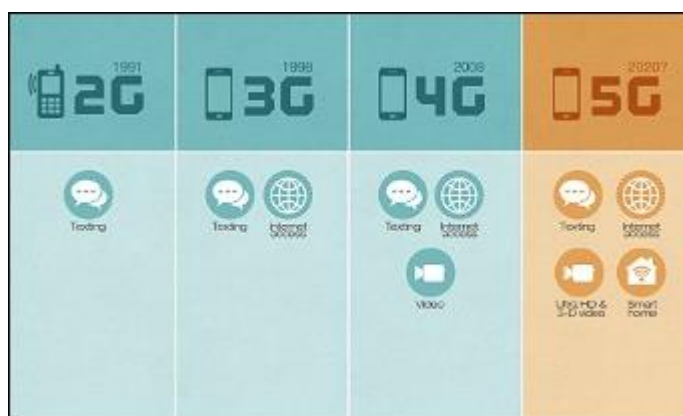 1991
2G
1998
3G
2008
4G
2020?
5G
Texting
Texting
Internet
access
Texting
Internet
access
Video
Texting
Internet
access
Ultra HD &
3-D video
Smart
home